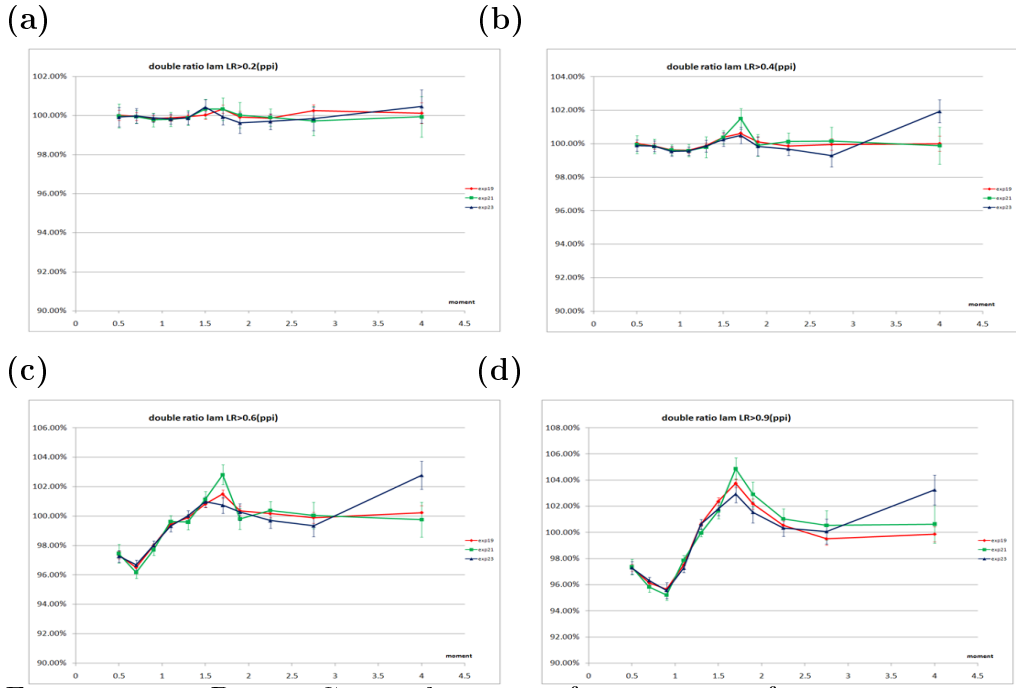 (a)
double ratio lam LR>0.2(ppi)
102.00%
100.00%
98.00%
96.00%
94.00%
92.00%
90.00%
exp19
exp21
exp23
moment
0 0.5 1 1.5 2 2.5 3 3.5 4 4.5
(b)
double ratio lam LR>0.4(ppi)
104.00%
102.00%
100.00%
98.00%
96.00%
94.00%
92.00%
90.00%
exp19
exp21
exp23
moment
0 0.5 1 1.5 2 2.5 3 3.5 4 4.5
(c)
double ratio lam LR>0.6(ppi)
106.00%
104.00%
102.00%
100.00%
98.00%
96.00%
94.00%
92.00%
90.00%
exp19
exp21
exp23
moment
0 0.5 1 1.5 2 2.5 3 3.5 4 4.5
(d)
double ratio lam LR>0.9(ppi)
108.00%
106.00%
104.00%
102.00%
100.00%
98.00%
96.00%
94.00%
92.00%
90.00%
exp19
exp21
exp23
moment
0 0.5 1 1.5 2 2.5 3 3.5 4 4.5